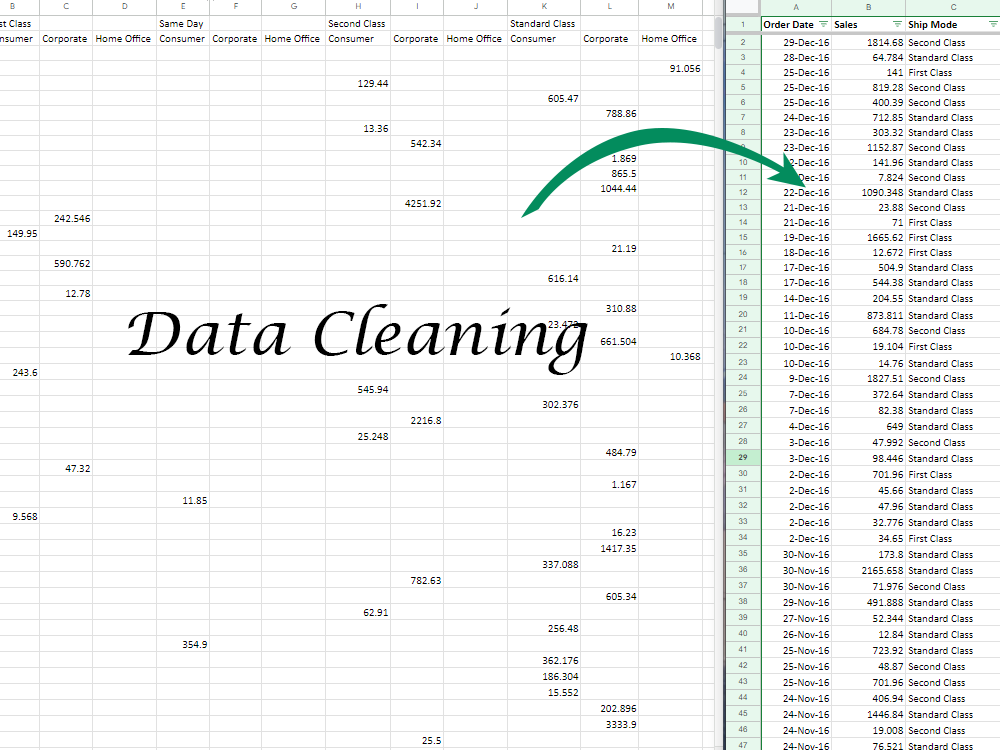 B C D E F G H I J K L M
st Class Same Day Second Class Standard Class
nsumer Corporate Home Office Consumer Corporate Home Office Consumer Corporate Home Office Consumer Corporate Home Office
91.056
129.44
605.47
788.86
13.36
542.34
1.869
865.5
1044.44
4251.92
242.546
149.95
21.19
590.762
616.14
12.78
310.88
23.472
661.504
10.368
243.6
545.94
302.376
2216.8
25.248
484.79
47.32
1.167
11.85
9.568
16.23
1417.35
337.088
782.63
605.34
62.91
256.48
354.9
362.176
186.304
15.552
202.896
3333.9
25.5
Data Cleaning
A B C
1 Order Date Sales Ship Mode
2 29-Dec-16 1814.68 Second Class
3 28-Dec-16 64.784 Standard Class
4 25-Dec-16 141 First Class
5 25-Dec-16 819.28 Second Class
6 25-Dec-16 400.39 Second Class
7 24-Dec-16 712.85 Standard Class
8 23-Dec-16 303.32 Standard Class
9 23-Dec-16 1152.87 Second Class
10 2-Dec-16 141.96 Standard Class
11 Dec-16 7.824 Second Class
12 22-Dec-16 1090.348 Standard Class
13 21-Dec-16 23.88 Second Class
14 21-Dec-16 71 First Class
15 19-Dec-16 1665.62 First Class
16 18-Dec-16 12.672 First Class
17 17-Dec-16 504.9 Standard Class
18 17-Dec-16 544.38 Standard Class
19 14-Dec-16 204.55 Standard Class
20 11-Dec-16 873.811 Standard Class
21 10-Dec-16 684.78 Second Class
22 10-Dec-16 19.104 First Class
23 10-Dec-16 14.76 Standard Class
24 9-Dec-16 1827.51 Second Class
25 7-Dec-16 372.64 Standard Class
26 7-Dec-16 82.38 Standard Class
27 4-Dec-16 649 Standard Class
28 3-Dec-16 47.992 Second Class
29 3-Dec-16 98.446 Standard Class
30 2-Dec-16 701.96 First Class
31 2-Dec-16 45.66 Standard Class
32 2-Dec-16 47.96 Standard Class
33 2-Dec-16 32.776 Standard Class
34 2-Dec-16 34.65 First Class
35 30-Nov-16 173.8 Standard Class
36 30-Nov-16 2165.658 Standard Class
37 30-Nov-16 71.976 Second Class
38 29-Nov-16 491.888 Standard Class
39 27-Nov-16 52.344 Standard Class
40 26-Nov-16 12.84 Standard Class
41 25-Nov-16 723.92 Standard Class
42 25-Nov-16 48.87 Second Class
43 25-Nov-16 701.96 Second Class
44 24-Nov-16 406.94 Second Class
45 24-Nov-16 1446.84 Standard Class
46 24-Nov-16 19.008 Second Class
47 24-Nov-16 76.521 Standard Class